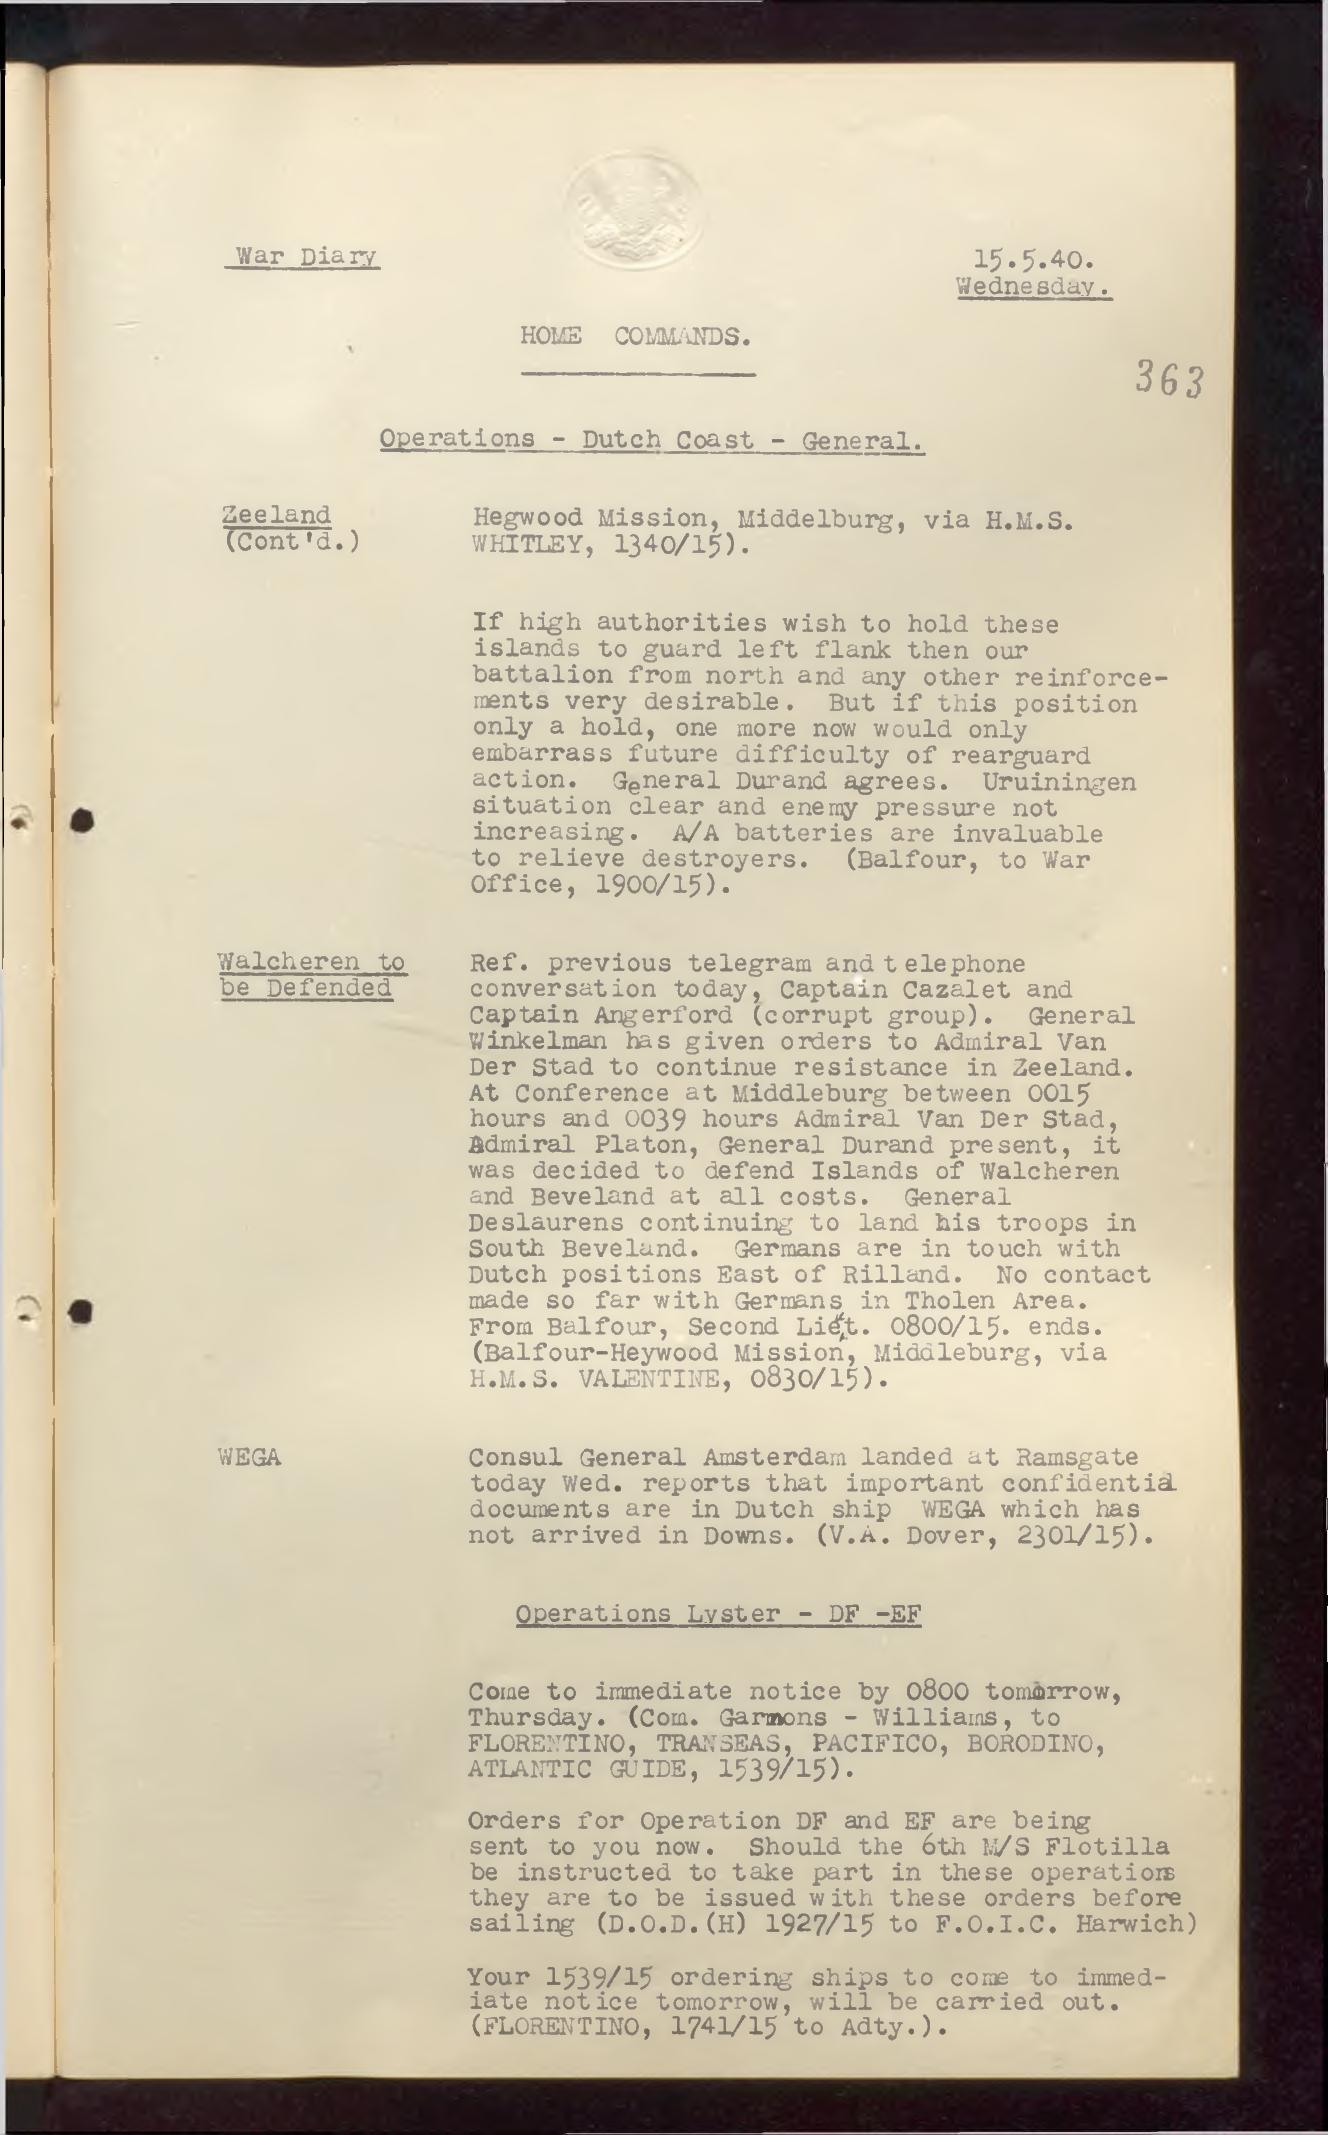 War Diary
15.5.40.
Wednesday.
HOME COMMANDS.
363
Operations - Dutch Coast - General.
Zeeland
(Cont'd.)
Hegwood Mission, Middelburg, via H.M.S.
WHITLEY, 1340/15).
If high authorities wish to hold these
islands to guard left flank then our
battalion from north and any other reinforce-
ments very desirable. But if this position
only a hold, one more now would only
embarrass future difficulty of rearguard
action. General Durand agrees. Uruiningen
situation clear and enemy pressure not
increasing. A/A batteries are invaluable
to relieve destroyers. (Balfour, to War
Office, 1900/15).
Walcheren to
be Defended
Ref. previous telegram and telephone
conversation today, Captain Cazalet and
Captain Angerford (corrupt group). General
Winkelman has given orders to Admiral Van
Der Stad to continue resistance in Zeeland.
At Conference at Middleburg between 0015
hours and 0039 hours Admiral Van Der Stad,
Admiral Platon, General Durand present, it
was decided to defend Islands of Walcheren
and Beveland at all costs. General
Deslaurens continuing to land his troops in
South Beveland. Germans are in touch with
Dutch positions East of Rilland. No contact
made so far with Germans in Tholen Area.
From Balfour, Second Liet. 0800/15. ends.
(Balfour-Heywood Mission, Middleburg, via
H.M.S. VALENTINE, 0830/15).
WEGA
Consul General Amsterdam landed at Ramsgate
today Wed. reports that important confidential
documents are in Dutch ship WEGA which has
not arrived in Downs. (V.A. Dover, 2301/15).
Operations Lyster - DF -EF
Come to immediate notice by 0800 tomorrow,
Thursday. (Com. Garmons - Williams, to
FLORENTINO, TRANSEAS, PACIFICO, BORODINO,
ATLANTIC GUIDE, 1539/15).
Orders for Operation DF and EF are being
sent to you now. Should the 6th M/S Flotilla
be instructed to take part in these operations
they are to be issued with these orders before
sailing (D.O.D.(H) 1927/15 to F.O.I.C. Harwich)
Your 1539/15 ordering ships to come to immed-
iate notice tomorrow, will be carried out.
(FLORENTINO, 1741/15 to Adty.).